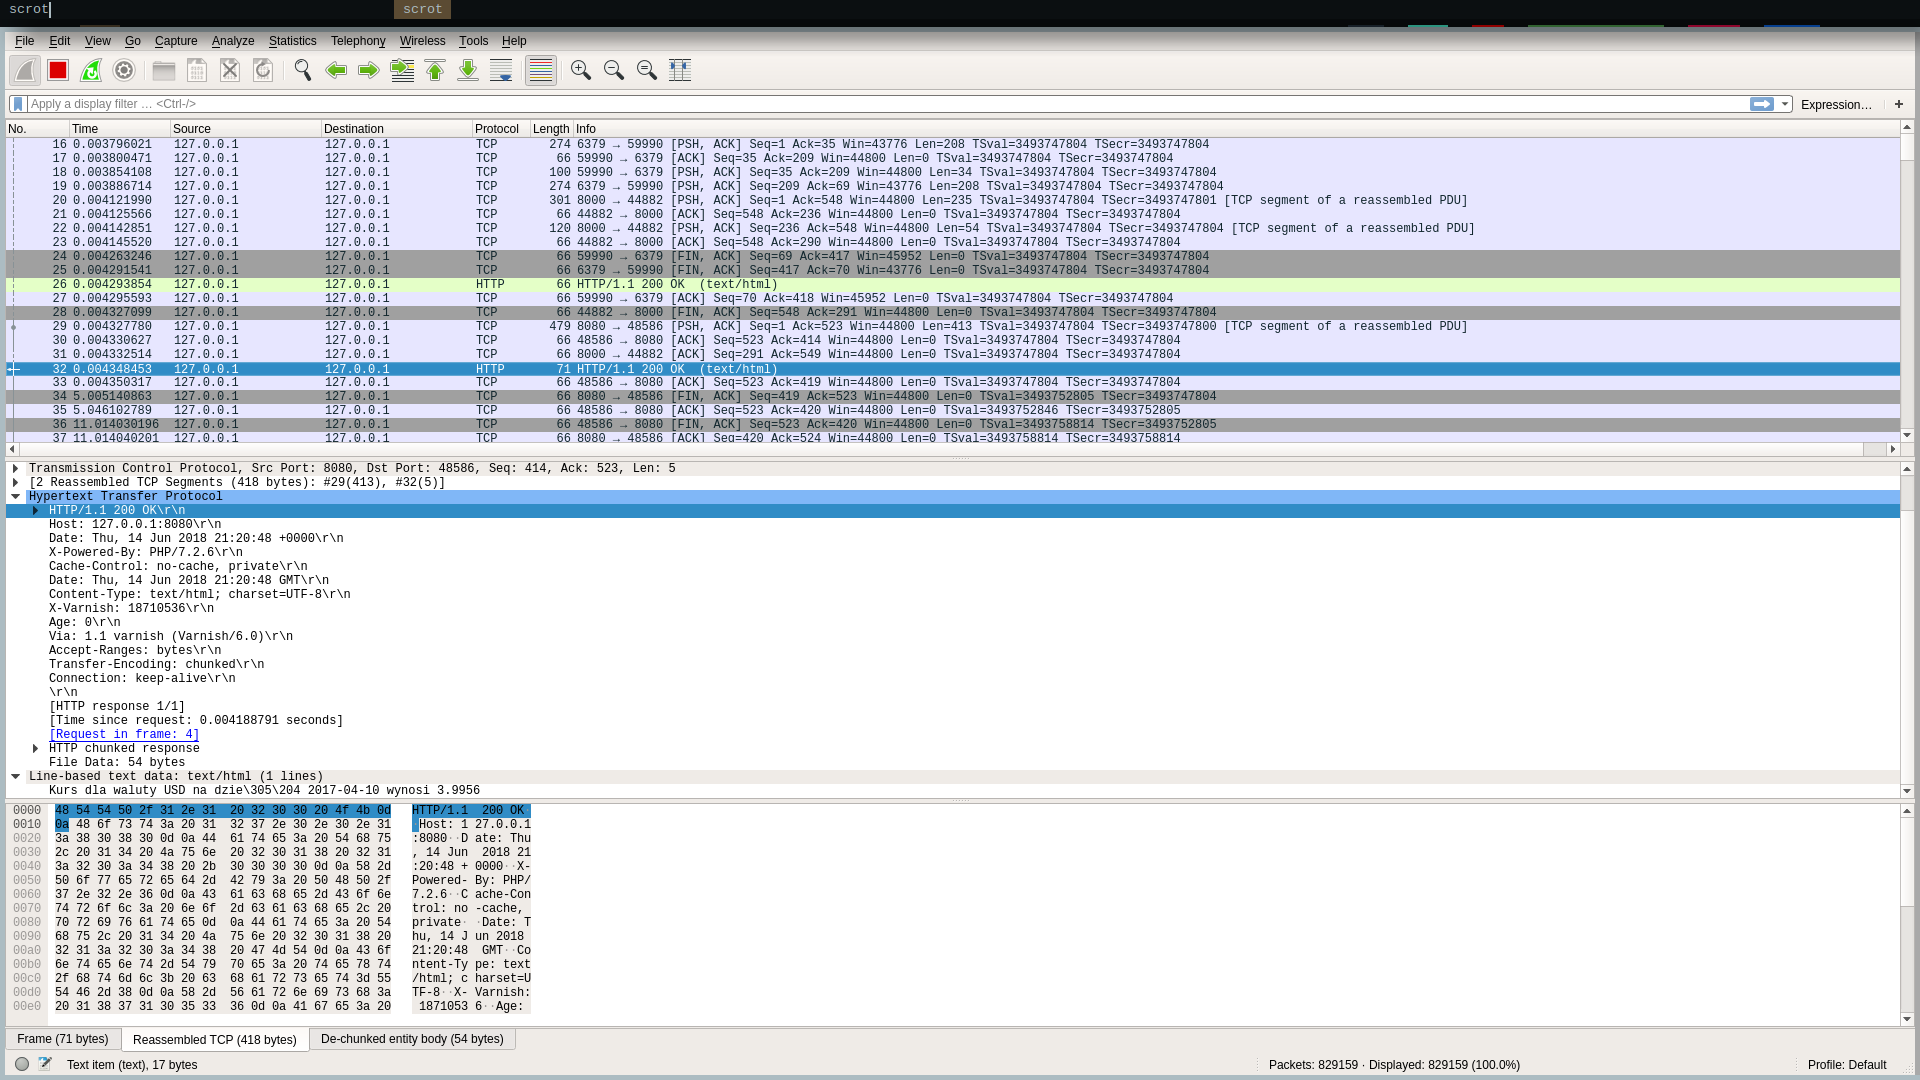 scrot scrot
File Edit View Go Capture Analyze Statistics Telephony Wireless Tools Help
Apply a display filter … <Ctrl-/> Expression… +
No. Time Source Destination Protocol Length Info
16 0.003796021 127.0.0.1 127.0.0.1 TCP 274 6379 → 59990 [PSH, ACK] Seq=1 Ack=35 Win=43776 Len=208 TSval=3493747804 TSecr=3493747804
17 0.003800471 127.0.0.1 127.0.0.1 TCP 66 59990 → 6379 [ACK] Seq=35 Ack=209 Win=44800 Len=0 TSval=3493747804 TSecr=3493747804
18 0.003854108 127.0.0.1 127.0.0.1 TCP 100 59990 → 6379 [PSH, ACK] Seq=35 Ack=209 Win=44800 Len=34 TSval=3493747804 TSecr=3493747804
19 0.003886714 127.0.0.1 127.0.0.1 TCP 274 6379 → 59990 [PSH, ACK] Seq=209 Ack=69 Win=43776 Len=208 TSval=3493747804 TSecr=3493747804
20 0.004121990 127.0.0.1 127.0.0.1 TCP 301 8000 → 44882 [PSH, ACK] Seq=1 Ack=548 Win=44800 Len=235 TSval=3493747804 TSecr=3493747801 [TCP segment of a reassembled PDU]
21 0.004125566 127.0.0.1 127.0.0.1 TCP 66 44882 → 8000 [ACK] Seq=548 Ack=236 Win=44800 Len=0 TSval=3493747804 TSecr=3493747804
22 0.004142851 127.0.0.1 127.0.0.1 TCP 120 8000 → 44882 [PSH, ACK] Seq=236 Ack=548 Win=44800 Len=54 TSval=3493747804 TSecr=3493747804 [TCP segment of a reassembled PDU]
23 0.004145520 127.0.0.1 127.0.0.1 TCP 66 44882 → 8000 [ACK] Seq=548 Ack=290 Win=44800 Len=0 TSval=3493747804 TSecr=3493747804
24 0.004263246 127.0.0.1 127.0.0.1 TCP 66 59990 → 6379 [FIN, ACK] Seq=69 Ack=417 Win=45952 Len=0 TSval=3493747804 TSecr=3493747804
25 0.004291541 127.0.0.1 127.0.0.1 TCP 66 6379 → 59990 [FIN, ACK] Seq=417 Ack=70 Win=43776 Len=0 TSval=3493747804 TSecr=3493747804
26 0.004293854 127.0.0.1 127.0.0.1 HTTP 66 HTTP/1.1 200 OK  (text/html)
27 0.004295593 127.0.0.1 127.0.0.1 TCP 66 59990 → 6379 [ACK] Seq=70 Ack=418 Win=45952 Len=0 TSval=3493747804 TSecr=3493747804
28 0.004327099 127.0.0.1 127.0.0.1 TCP 66 44882 → 8000 [FIN, ACK] Seq=548 Ack=291 Win=44800 Len=0 TSval=3493747804 TSecr=3493747804
29 0.004327780 127.0.0.1 127.0.0.1 TCP 479 8080 → 48586 [PSH, ACK] Seq=1 Ack=523 Win=44800 Len=413 TSval=3493747804 TSecr=3493747800 [TCP segment of a reassembled PDU]
30 0.004330627 127.0.0.1 127.0.0.1 TCP 66 48586 → 8080 [ACK] Seq=523 Ack=414 Win=44800 Len=0 TSval=3493747804 TSecr=3493747804
31 0.004332514 127.0.0.1 127.0.0.1 TCP 66 8000 → 44882 [ACK] Seq=291 Ack=549 Win=44800 Len=0 TSval=3493747804 TSecr=3493747804
32 0.004348453 127.0.0.1 127.0.0.1 HTTP 71 HTTP/1.1 200 OK  (text/html)
33 0.004350317 127.0.0.1 127.0.0.1 TCP 66 48586 → 8080 [ACK] Seq=523 Ack=419 Win=44800 Len=0 TSval=3493747804 TSecr=3493747804
34 5.005140863 127.0.0.1 127.0.0.1 TCP 66 8080 → 48586 [FIN, ACK] Seq=419 Ack=523 Win=44800 Len=0 TSval=3493752805 TSecr=3493747804
35 5.046102789 127.0.0.1 127.0.0.1 TCP 66 48586 → 8080 [ACK] Seq=523 Ack=420 Win=44800 Len=0 TSval=3493752846 TSecr=3493752805
36 11.014030196 127.0.0.1 127.0.0.1 TCP 66 48586 → 8080 [FIN, ACK] Seq=523 Ack=420 Win=44800 Len=0 TSval=3493758814 TSecr=3493752805
37 11.014040201 127.0.0.1 127.0.0.1 TCP 66 8080 → 48586 [ACK] Seq=420 Ack=524 Win=44800 Len=0 TSval=3493758814 TSecr=3493758814
Transmission Control Protocol, Src Port: 8080, Dst Port: 48586, Seq: 414, Ack: 523, Len: 5
[2 Reassembled TCP Segments (418 bytes): #29(413), #32(5)]
Hypertext Transfer Protocol
HTTP/1.1 200 OK\r\n
Host: 127.0.0.1:8080\r\n
Date: Thu, 14 Jun 2018 21:20:48 +0000\r\n
X-Powered-By: PHP/7.2.6\r\n
Cache-Control: no-cache, private\r\n
Date: Thu, 14 Jun 2018 21:20:48 GMT\r\n
Content-Type: text/html; charset=UTF-8\r\n
X-Varnish: 18710536\r\n
Age: 0\r\n
Via: 1.1 varnish (Varnish/6.0)\r\n
Accept-Ranges: bytes\r\n
Transfer-Encoding: chunked\r\n
Connection: keep-alive\r\n
\r\n
[HTTP response 1/1]
[Time since request: 0.004188791 seconds]
[Request in frame: 4]
HTTP chunked response
File Data: 54 bytes
Line-based text data: text/html (1 lines)
Kurs dla waluty USD na dzie\305\204 2017-04-10 wynosi 3.9956
0000 48 54 54 50 2f 31 2e 31 20 32 30 30 20 4f 4b 0d HTTP/1.1 200 OK·
0010 0a 48 6f 73 74 3a 20 31 32 37 2e 30 2e 30 2e 31 ·Host: 1 27.0.0.1
0020 3a 38 30 38 30 0d 0a 44 61 74 65 3a 20 54 68 75 :8080··D ate: Thu
0030 2c 20 31 34 20 4a 75 6e 20 32 30 31 38 20 32 31 , 14 Jun 2018 21
0040 3a 32 30 3a 34 38 20 2b 30 30 30 30 0d 0a 58 2d :20:48 + 0000··X-
0050 50 6f 77 65 72 65 64 2d 42 79 3a 20 50 48 50 2f Powered- By: PHP/
0060 37 2e 32 2e 36 0d 0a 43 61 63 68 65 2d 43 6f 6e 7.2.6··C ache-Con
0070 74 72 6f 6c 3a 20 6e 6f 2d 63 61 63 68 65 2c 20 trol: no -cache,
0080 70 72 69 76 61 74 65 0d 0a 44 61 74 65 3a 20 54 private· ·Date: T
0090 68 75 2c 20 31 34 20 4a 75 6e 20 32 30 31 38 20 hu, 14 J un 2018
00a0 32 31 3a 32 30 3a 34 38 20 47 4d 54 0d 0a 43 6f 21:20:48 GMT··Co
00b0 6e 74 65 6e 74 2d 54 79 70 65 3a 20 74 65 78 74 ntent-Ty pe: text
00c0 2f 68 74 6d 6c 3b 20 63 68 61 72 73 65 74 3d 55 /html; c harset=U
00d0 54 46 2d 38 0d 0a 58 2d 56 61 72 6e 69 73 68 3a TF-8··X- Varnish:
00e0 20 31 38 37 31 30 35 33 36 0d 0a 41 67 65 3a 20 1871053 6··Age:
Frame (71 bytes) Reassembled TCP (418 bytes) De-chunked entity body (54 bytes)
Text item (text), 17 bytes Packets: 829159 · Displayed: 829159 (100.0%) Profile: Default